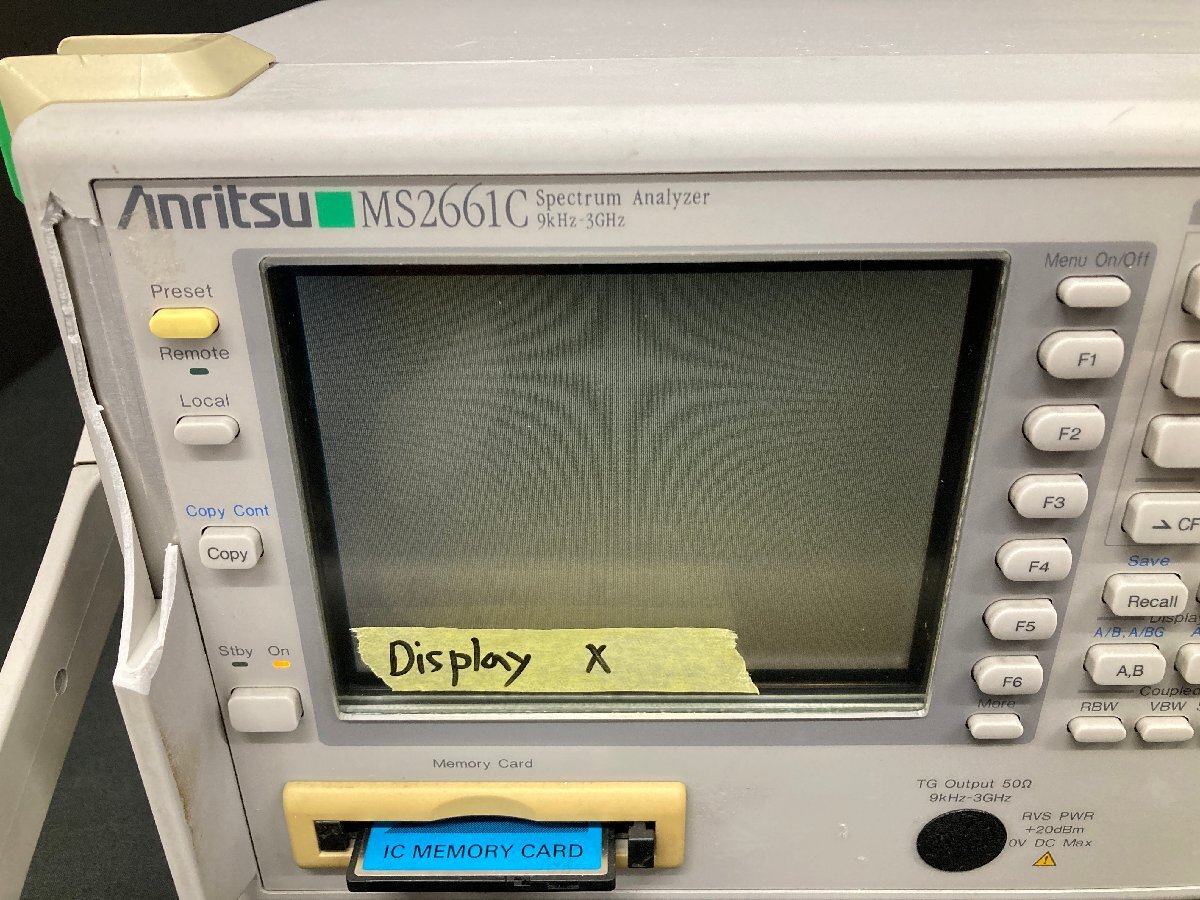 Anritsu MS2661C Spectrum Analyzer
9kHz-3GHz
Menu On/Off
Preset
Remote
Local
F1
F2
F3
F4
F5
F6
More
Copy Cont
Copy
Stby On
Display X
→ CF
Save
Recall
Display
A/B, A/BG
A,B
Coupled
RBW VBW
Memory Card
IC MEMORY CARD
TG Output 50Ω
9kHz-3GHz
RVS PWR
+20dBm
0V DC Max